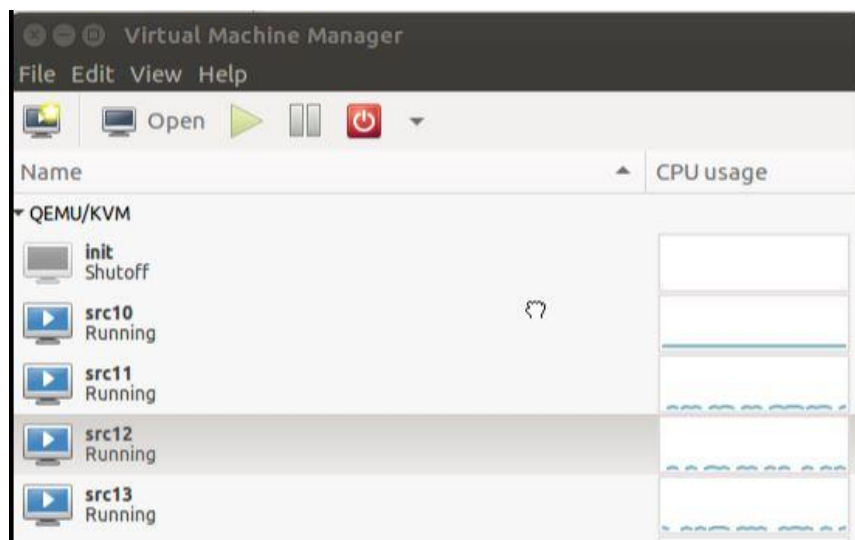 Virtual Machine Manager
File Edit View Help
Open
Name CPU usage
QEMU/KVM
init
Shutoff
src10
Running
src11
Running
src12
Running
src13
Running